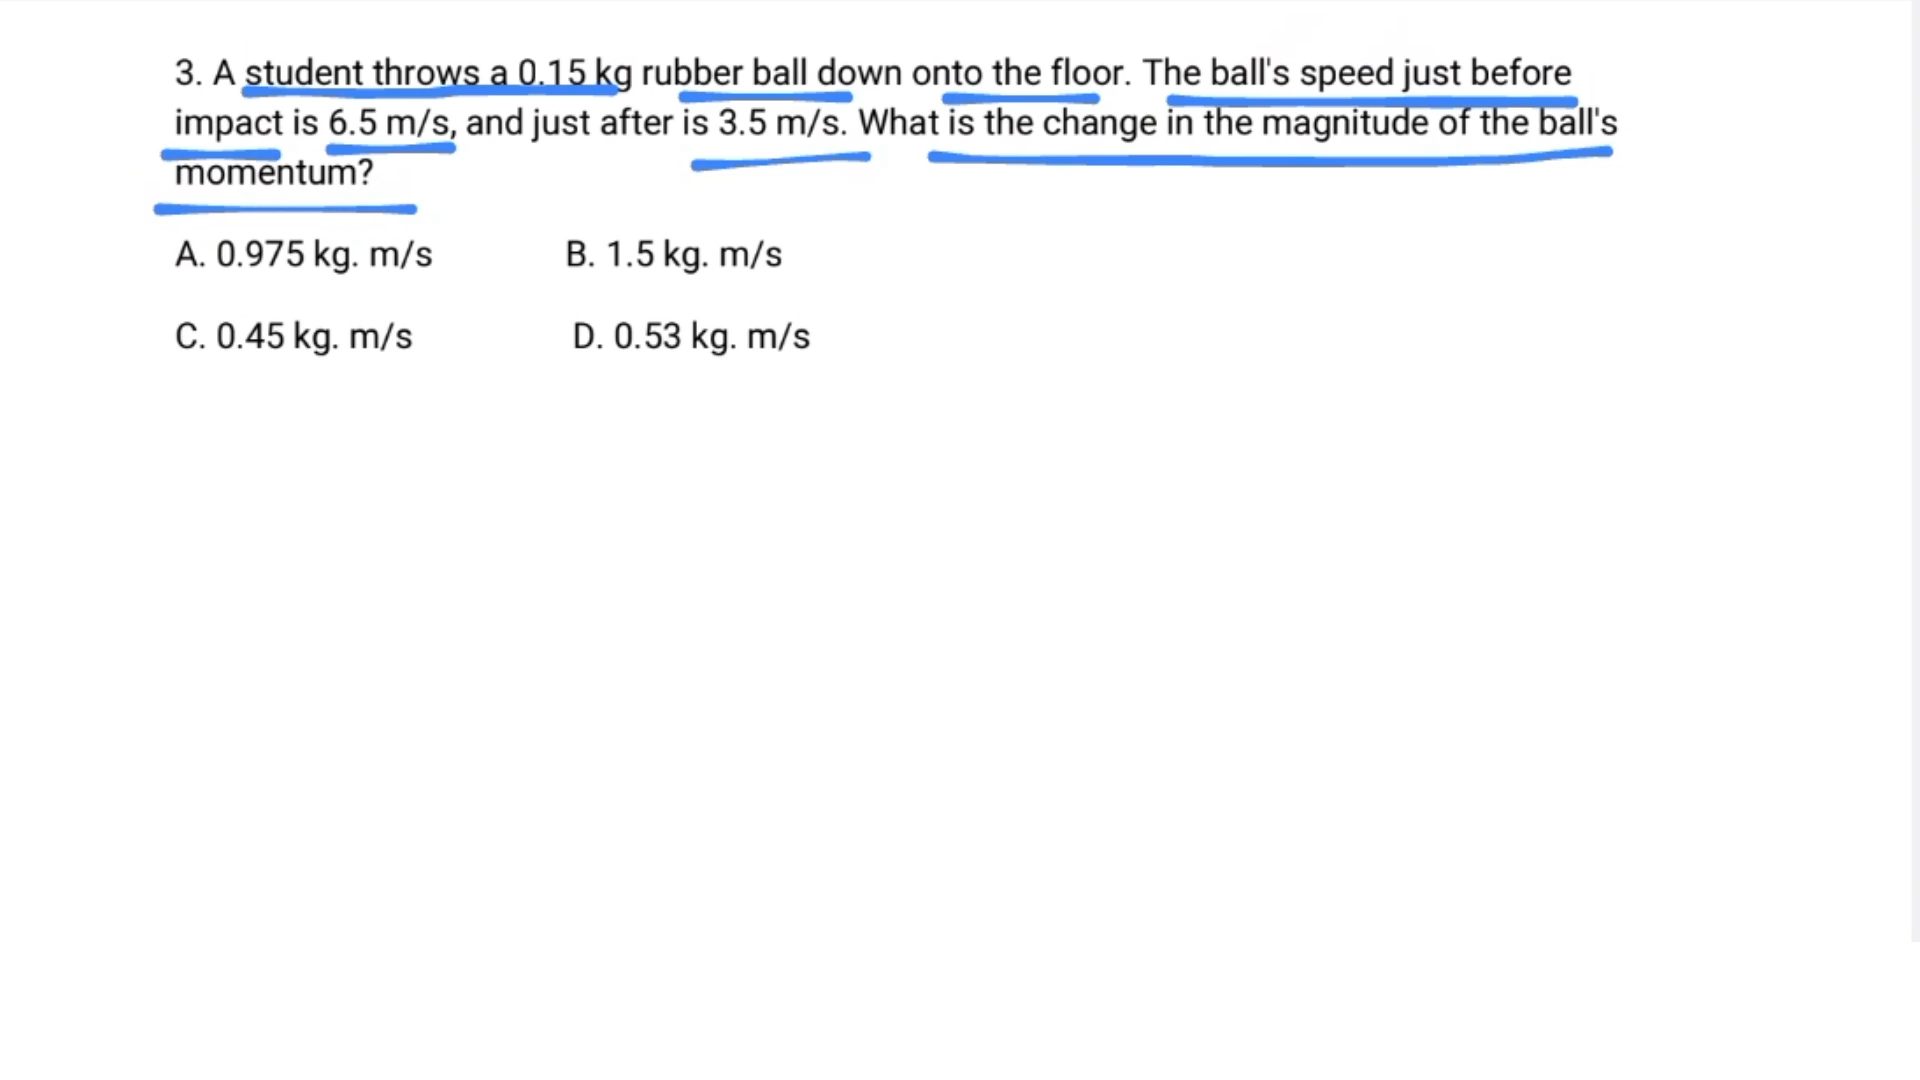 3. A student throws a 0.15 kg rubber ball down onto the floor. The ball's speed just before
impact is 6.5 m/s, and just after is 3.5 m/s. What is the change in the magnitude of the ball's
momentum?
A. 0.975 kg. m/s B. 1.5 kg. m/s
C. 0.45 kg. m/s D. 0.53 kg. m/s